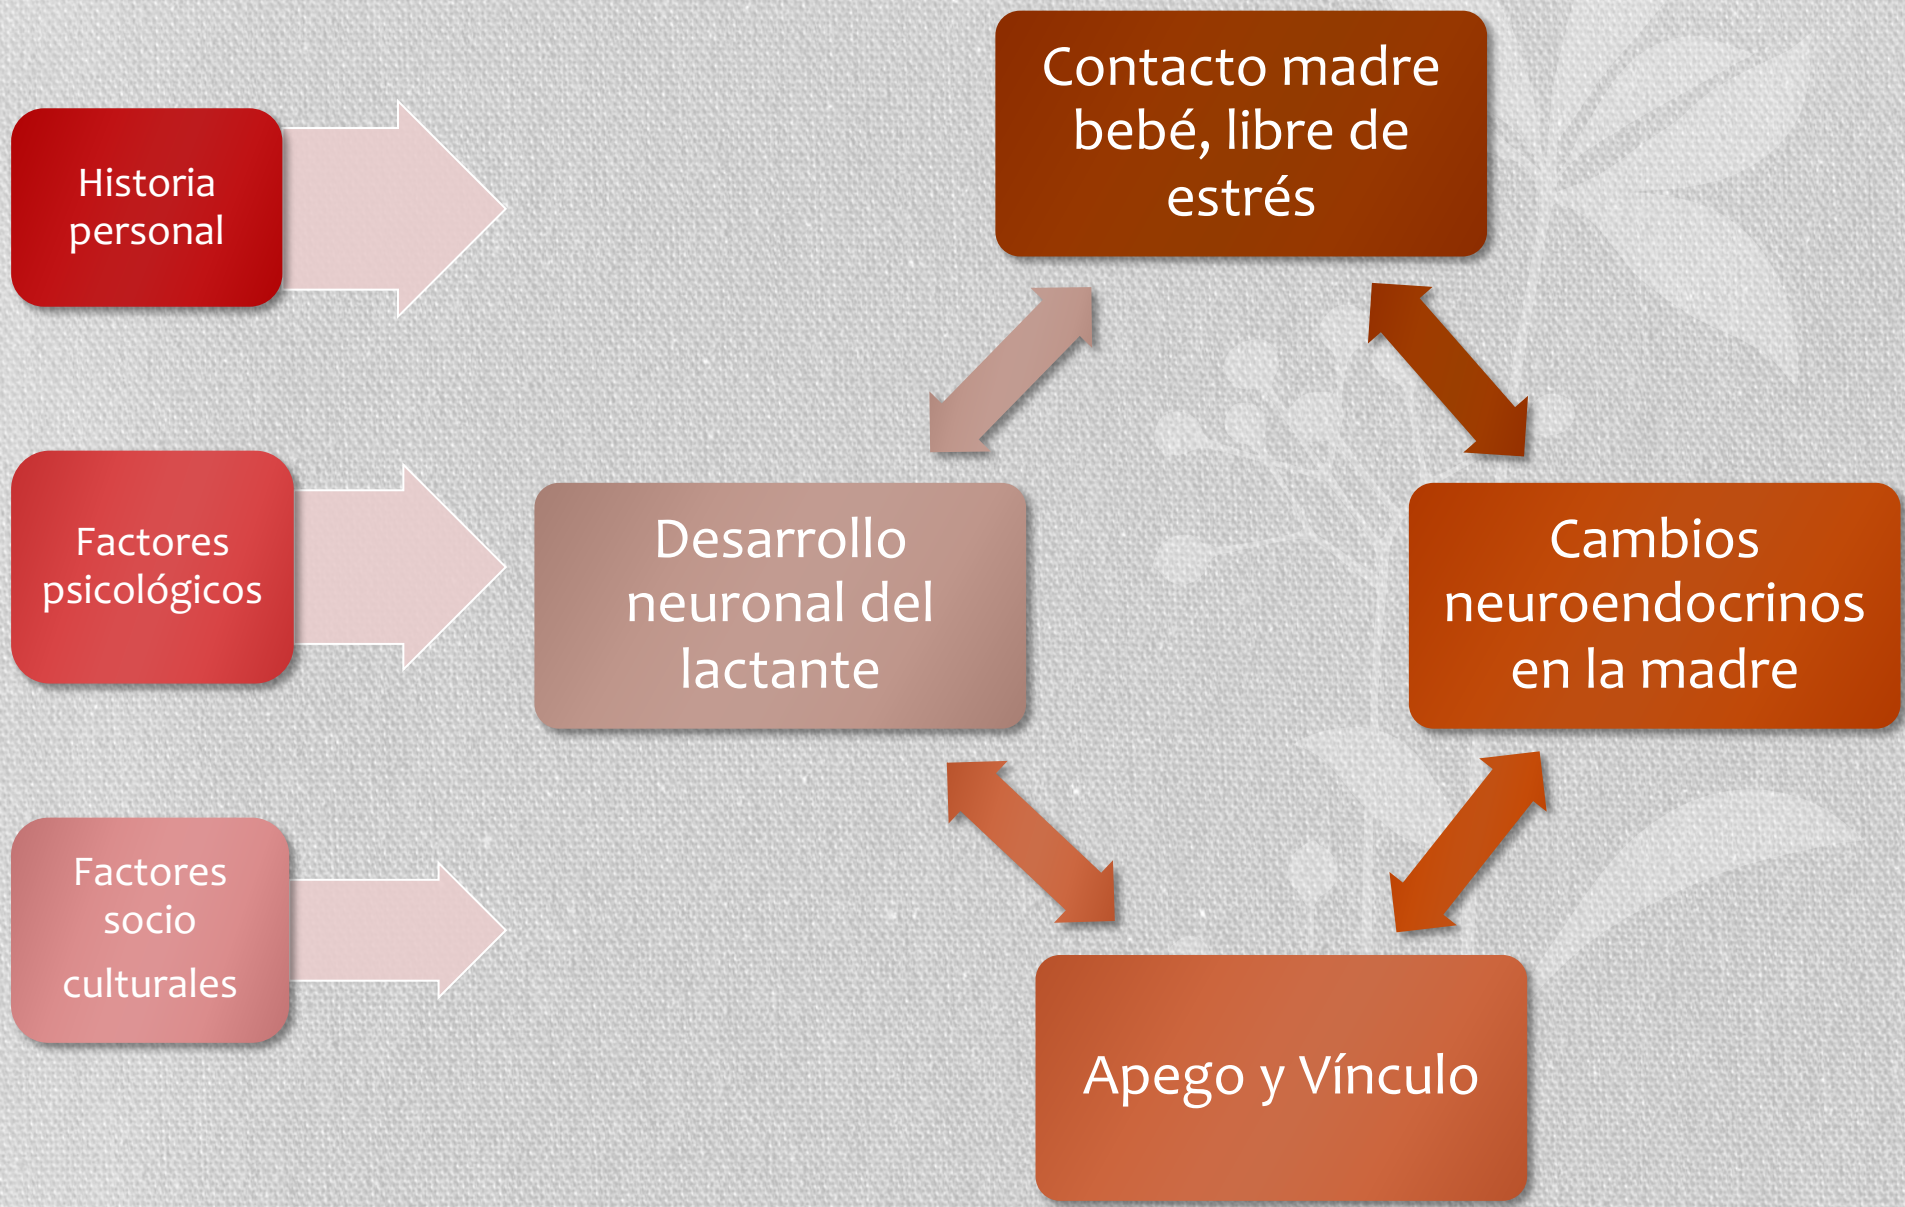 Historia
personal
Factores
psicológicos
Factores
socio
culturales
Contacto madre
bebé, libre de
estrés
Desarrollo
neuronal del
lactante
Cambios
neuroendocrinos
en la madre
Apego y Vínculo